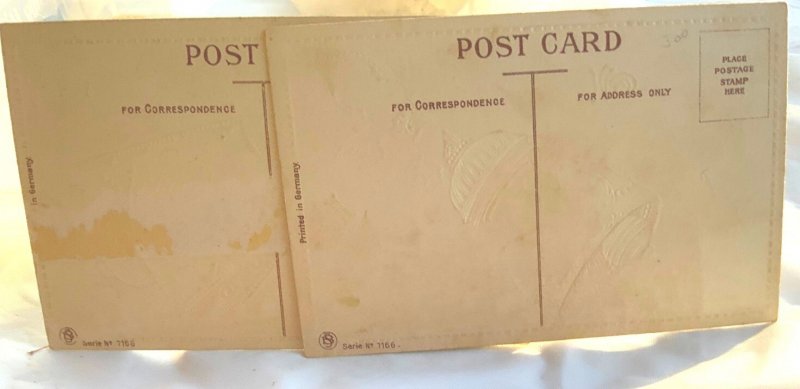 POST
FOR CORRESPONDENCE
in Germany
Serie No 7166
POST CARD
300
PLACE
POSTAGE
STAMP
HERE
FOR CORRESPONDENCE
FOR ADDRESS ONLY
Printed in Germany
Serie No 7166.